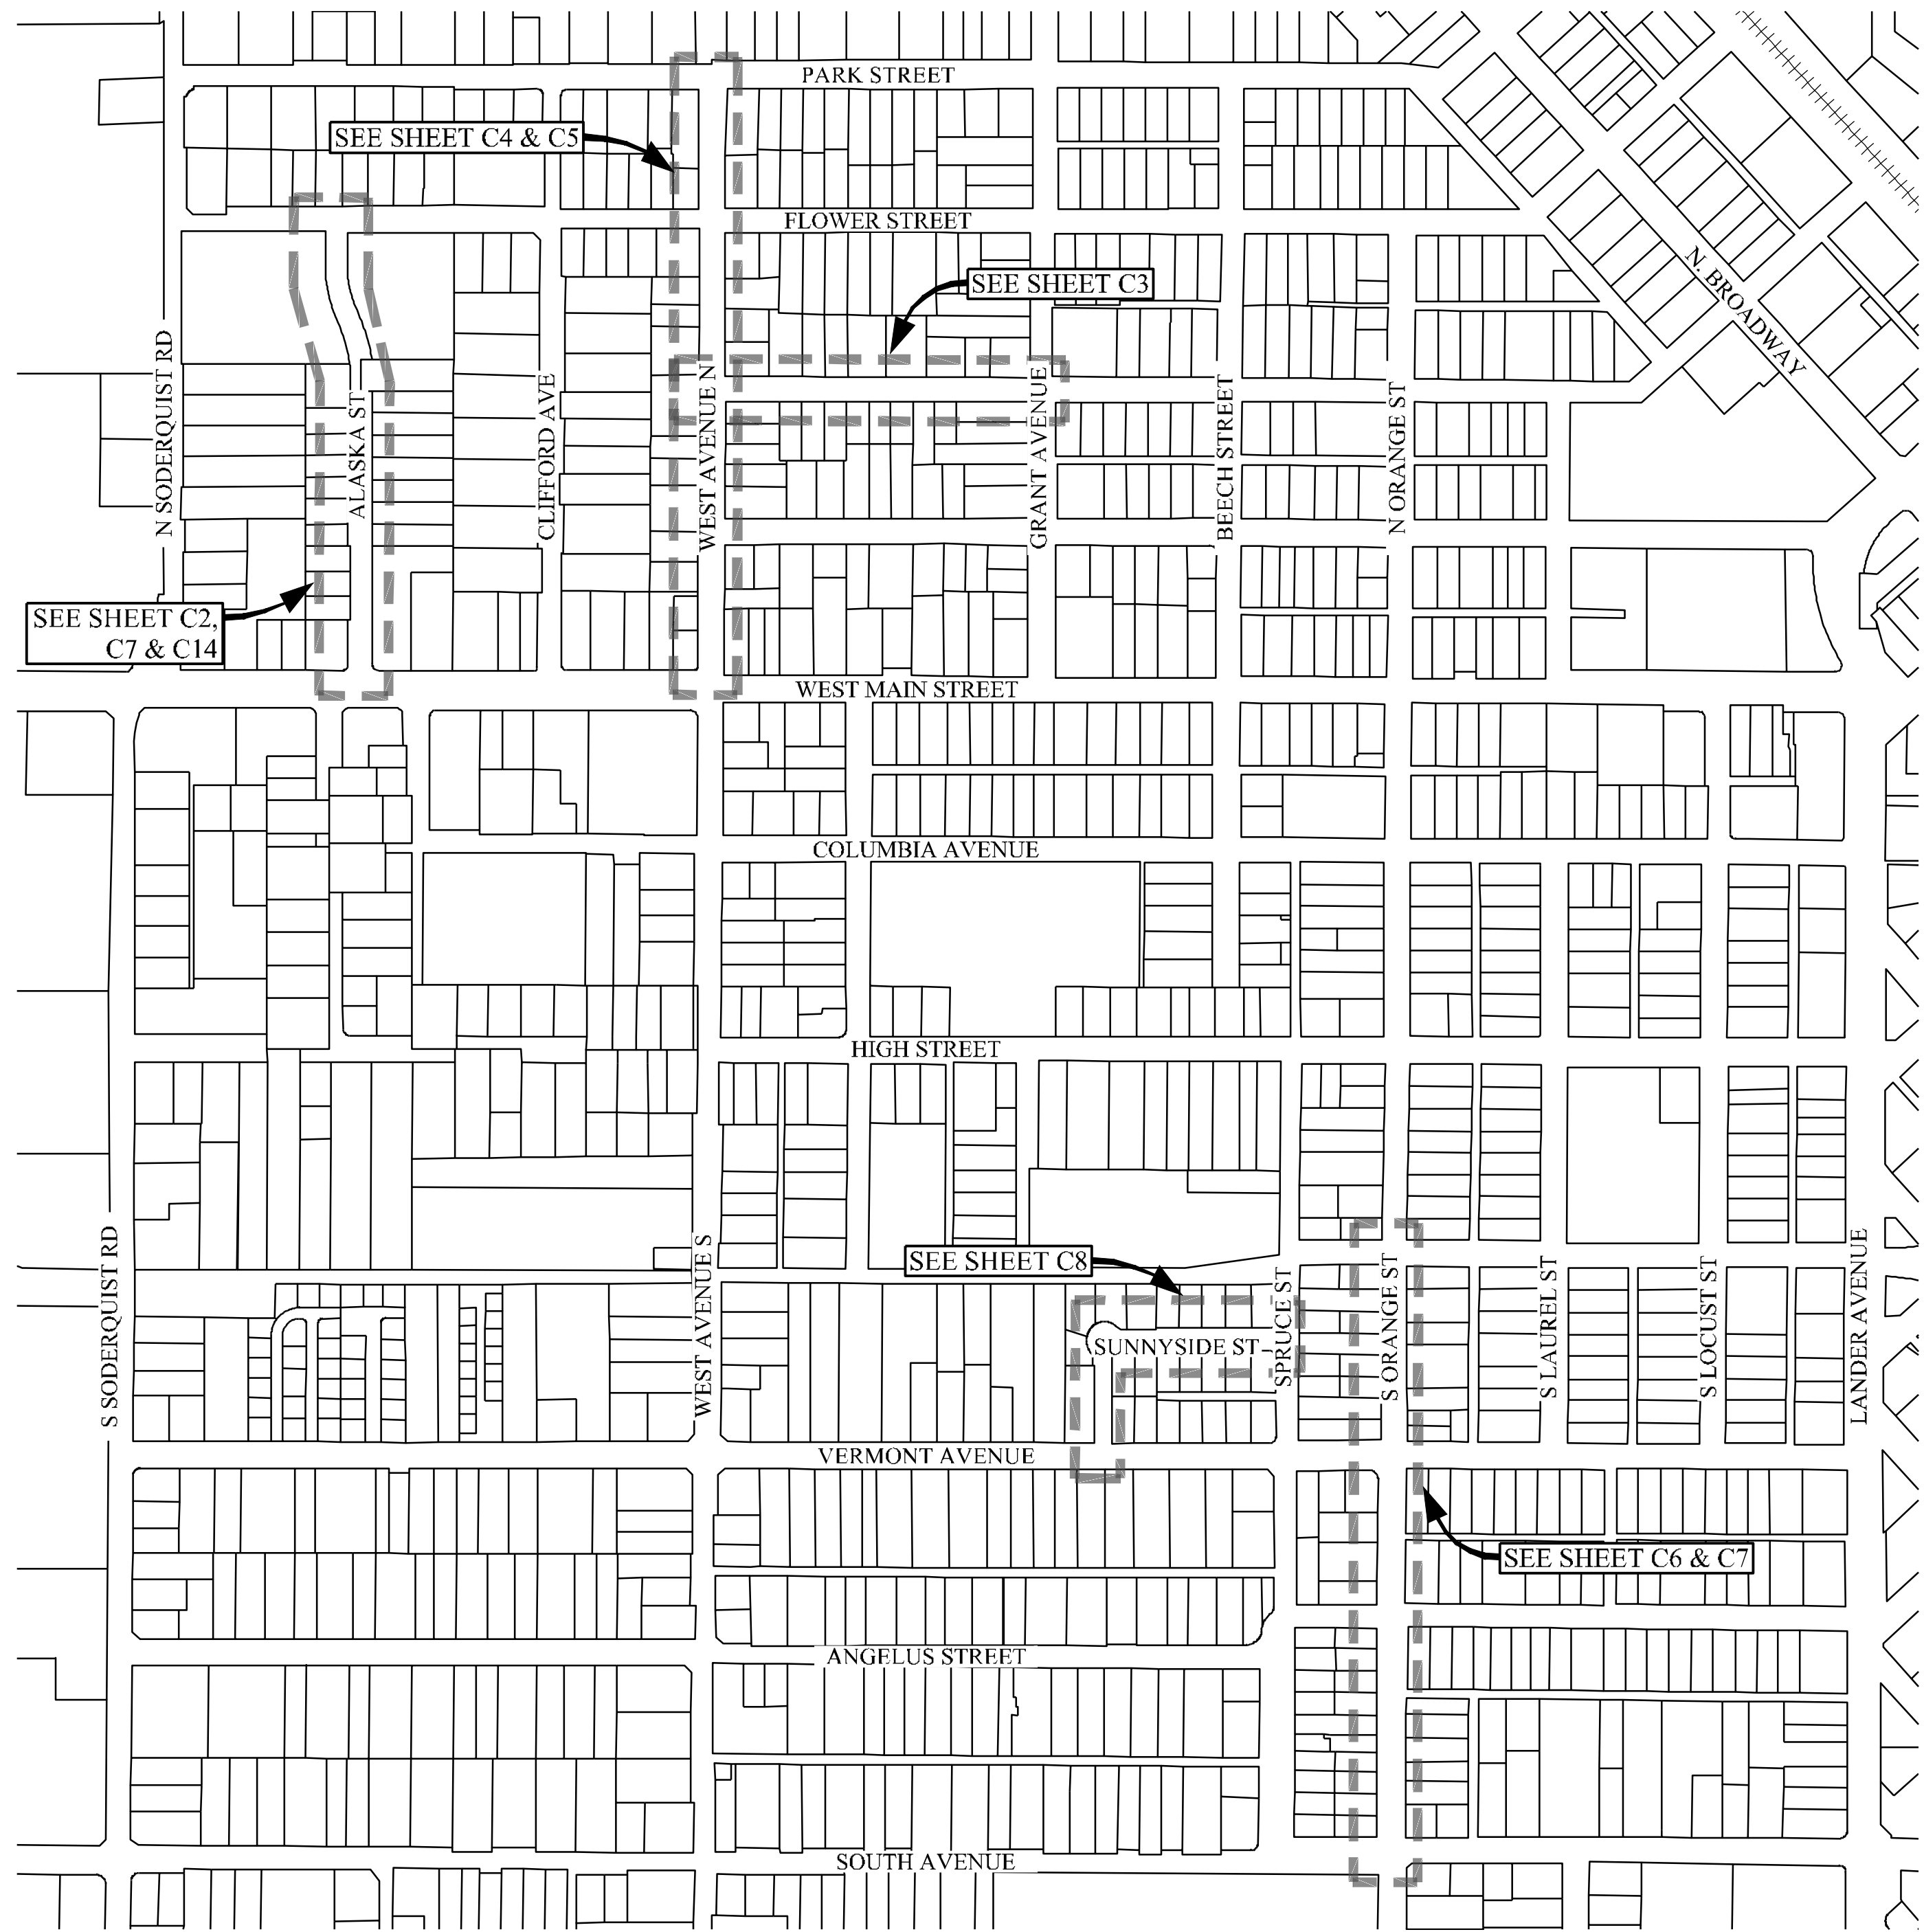 PARK STREET
SEE SHEET C4 & C5
FLOWER STREET
SEE SHEET C3
N. BROADWAY
N SODERQUIST RD
ALASKA ST
CLIFFORD AVE
WEST AVENUE N
GRANT AVENUE
BEECH STREET
N ORANGE ST
SEE SHEET C2,
C7 & C14
WEST MAIN STREET
COLUMBIA AVENUE
HIGH STREET
S SODERQUIST RD
WEST AVENUE S
SEE SHEET C8
SUNNYSIDE ST
SPRUCE ST
S ORANGE ST
S LAUREL ST
S LOCUST ST
LANDER AVENUE
VERMONT AVENUE
SEE SHEET C6 & C7
ANGELUS STREET
SOUTH AVENUE